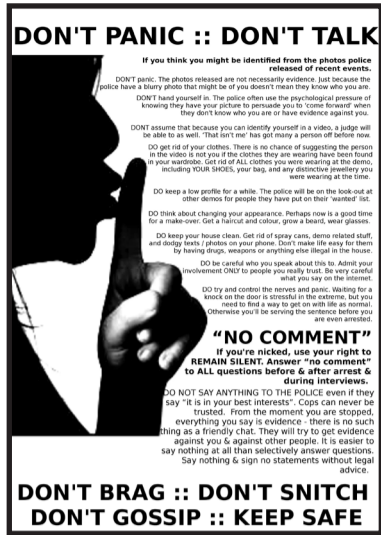 DON'T PANIC :: DON'T TALK
If you think you might be identified from the photos police
released of recent events.
DON'T panic. The photos released are not necessarily evidence. Just because the
police have a blurry photo that might be of you doesn't mean they know who you are.
DON'T hand yourself in. The police often use the psychological pressure of
knowing they have your picture to persuade you to 'come forward' when
they don't know who you are or have evidence against you.
DONT assume that because you can identify yourself in a video, a judge will
be able to as well. 'That isn't me' has got many a person off before now.
DO get rid of your clothes. There is no chance of suggesting the person
in the video is not you if the clothes they are wearing have been found
in your wardobe. Get rid of ALL clothes you were wearing at the demo,
including YOUR SHOES, your bag, and any distinctive jewellery you
were wearing at the time.
DO keep a low profile for a while. The police will be on the look-out at
other demos for people they have put on their 'wanted' list.
DO think about changing your appearance. Perhaps now is a good time
for a make-over. Get a haircut and colour, grow a beard, wear glasses.
DO keep your house clean. Get rid of spray cans, demo related stuff,
and dodgy texts / photos on your phone. Don't make life easy for them
by having drugs, weapons or anything else illegal in the house.
DO be careful who you speak about this to. Admit your
involvement ONLY to people you really trust. Be very careful
what you say on the internet.
DO try and control the nerves and panic. Waiting for a
knock on the door is stressful in the extreme, but you
need to find a way to get on with life as normal.
Otherwise you'll be serving the sentence before you
are even arrested.
“NO COMMENT”
If you're nicked, use your right to
REMAIN SILENT. Answer “no comment”
to ALL questions before & after arrest &
during interviews.
DO NOT SAY ANYTHING TO THE POLICE even if they
say “it is in your best interests”. Cops can never be
trusted. From the moment you are stopped,
everything you say is evidence - there is no such
thing as a friendly chat. They will try to get evidence
against you & against other people. It is easier to
say nothing at all than selectively answer questions.
Say nothing & sign no statements without legal
advice.
DON'T BRAG :: DON'T SNITCH
DON'T GOSSIP :: KEEP SAFE